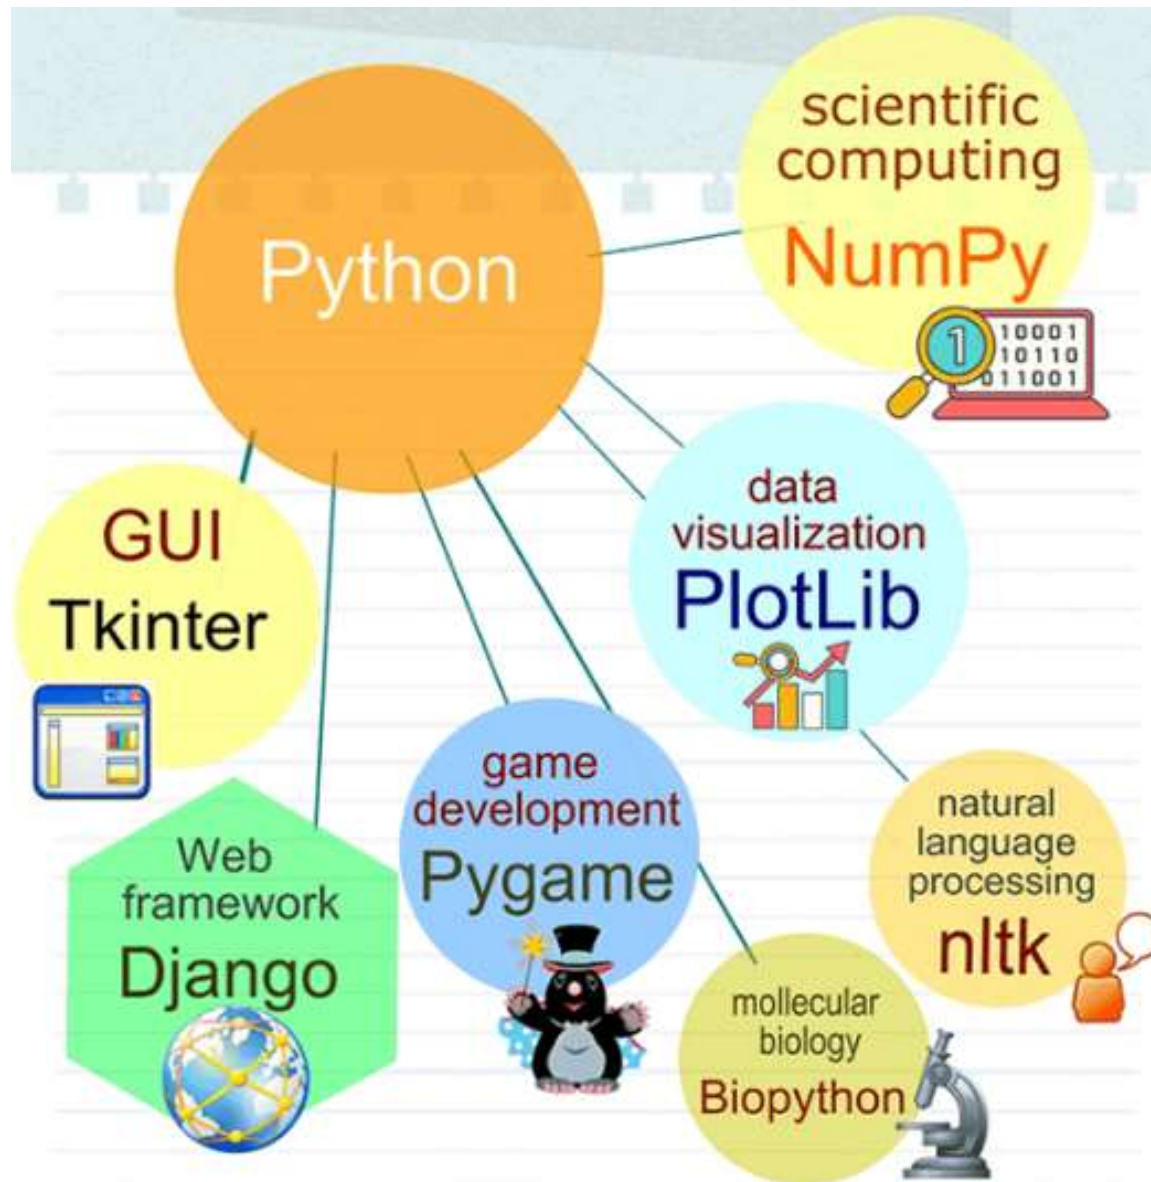 Python
scientific
computing
NumPy
1
10001
10110
011001
data
visualization
PlotLib
GUI
Tkinter
game
development
Pygame
natural
language
processing
nltk
Web
framework
Django
mollecular
biology
Biopython